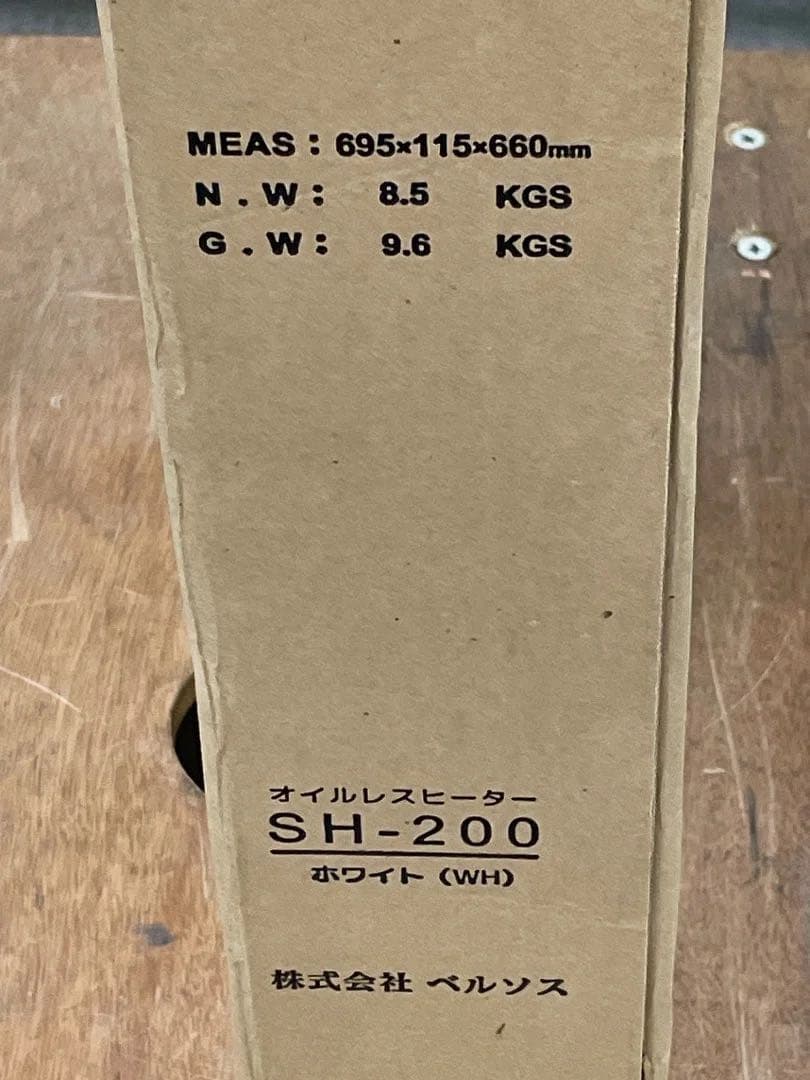 MEAS : 695×115×660mm
N . W : 8.5 KGS
G . W : 9.6 KGS
オイルレスヒーター
SH-200
ホワイト (WH)
株式会社 ベルソス